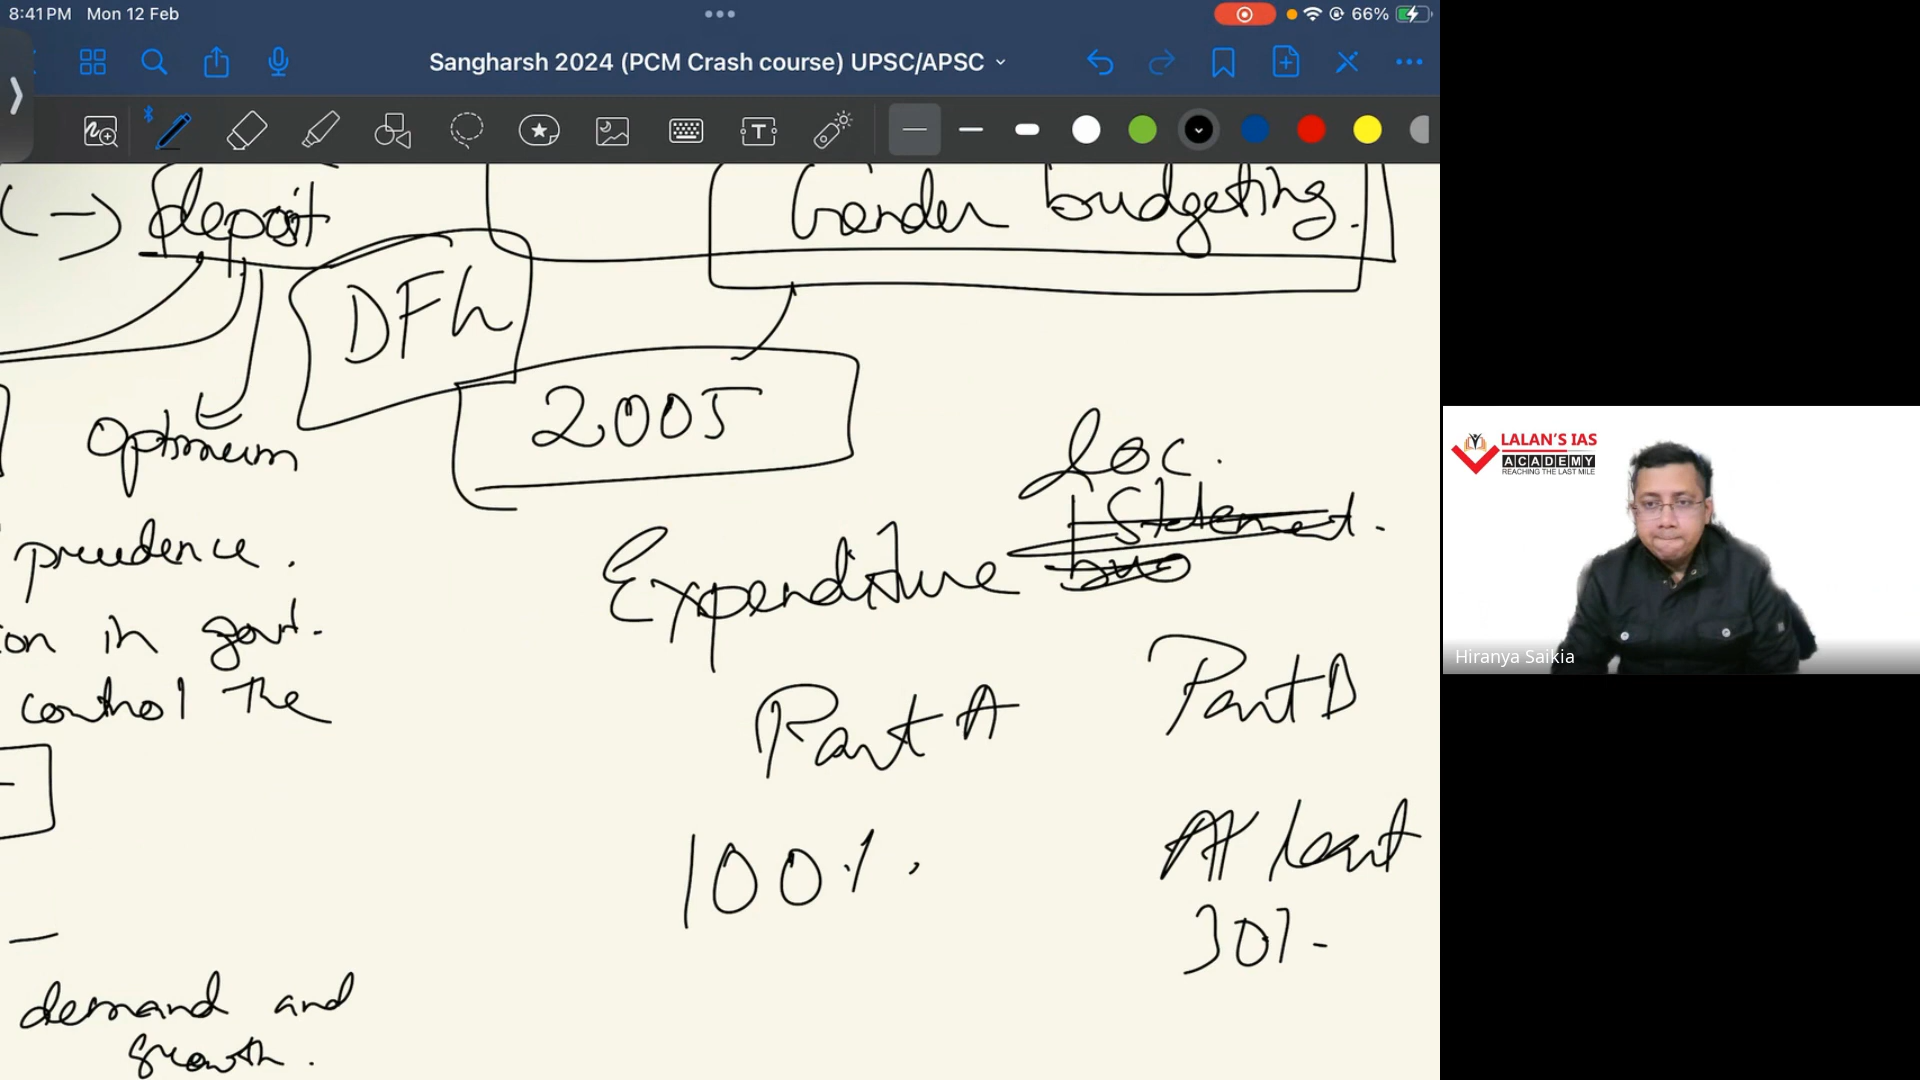 8:41 PM Mon 12 Feb
66%
Sangharsh 2024 (PCM Crash course) UPSC/APSC
T
(-) deposit
Gender budgeting.
DFG
2005
optimum
doc.
Statement.
Expenditure
prudence.
on in govt.
control the
Part A
Part B
100%.
At least
30%-
demand and
growth.
LALAN'S IAS
ACADEMY
REACHING THE LAST MILE
Hiranya Saikia